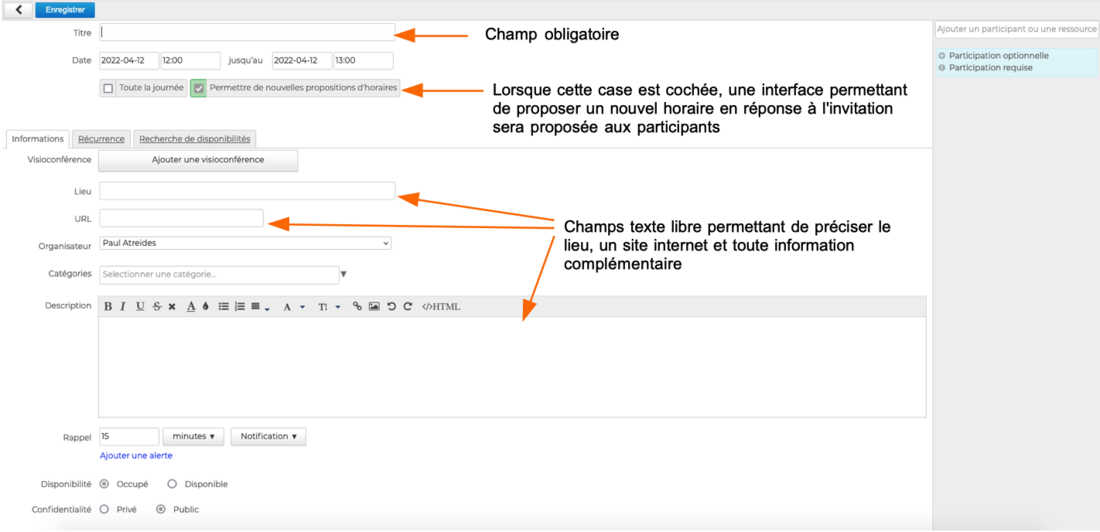 Enregistrer
Titre
Champ obligatoire
Ajouter un participant ou une ressource
Date 2022-04-12 12:00 jusqu'au 2022-04-12 13:00
Participation optionnelle
Participation requise
Toute la journée Permettre de nouvelles propositions d'horaires
Lorsque cette case est cochée, une interface permettant
de proposer un nouvel horaire en réponse à l'invitation
sera proposée aux participants
Informations Récurrence Recherche de disponibilités
Visioconférence Ajouter une visioconférence
Lieu
URL
Champs texte libre permettant de préciser le
lieu, un site internet et toute information
complémentaire
Organisateur Paul Atreides
Catégories Selectionner une catégorie...
Description B I U S A A TI </>HTML
Rappel 15 minutes Notification
Ajouter une alerte
Disponibilité Occupé Disponible
Confidentialité Privé Public